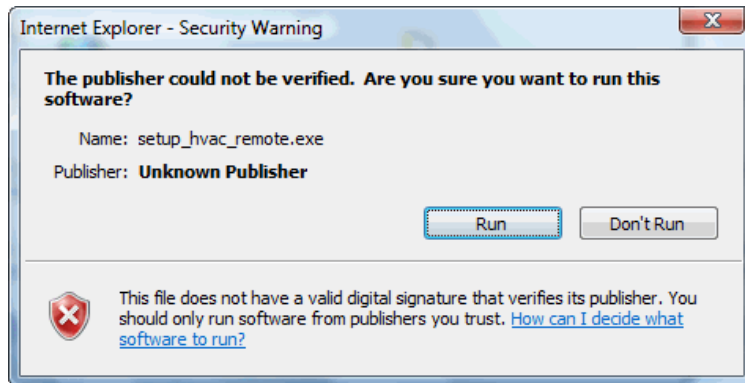 Internet Explorer - Security Warning
The publisher could not be verified. Are you sure you want to run this
software?
Name: setup_hvac_remote.exe
Publisher: Unknown Publisher
Run Don't Run
This file does not have a valid digital signature that verifies its publisher. You
should only run software from publishers you trust. How can I decide what
software to run?